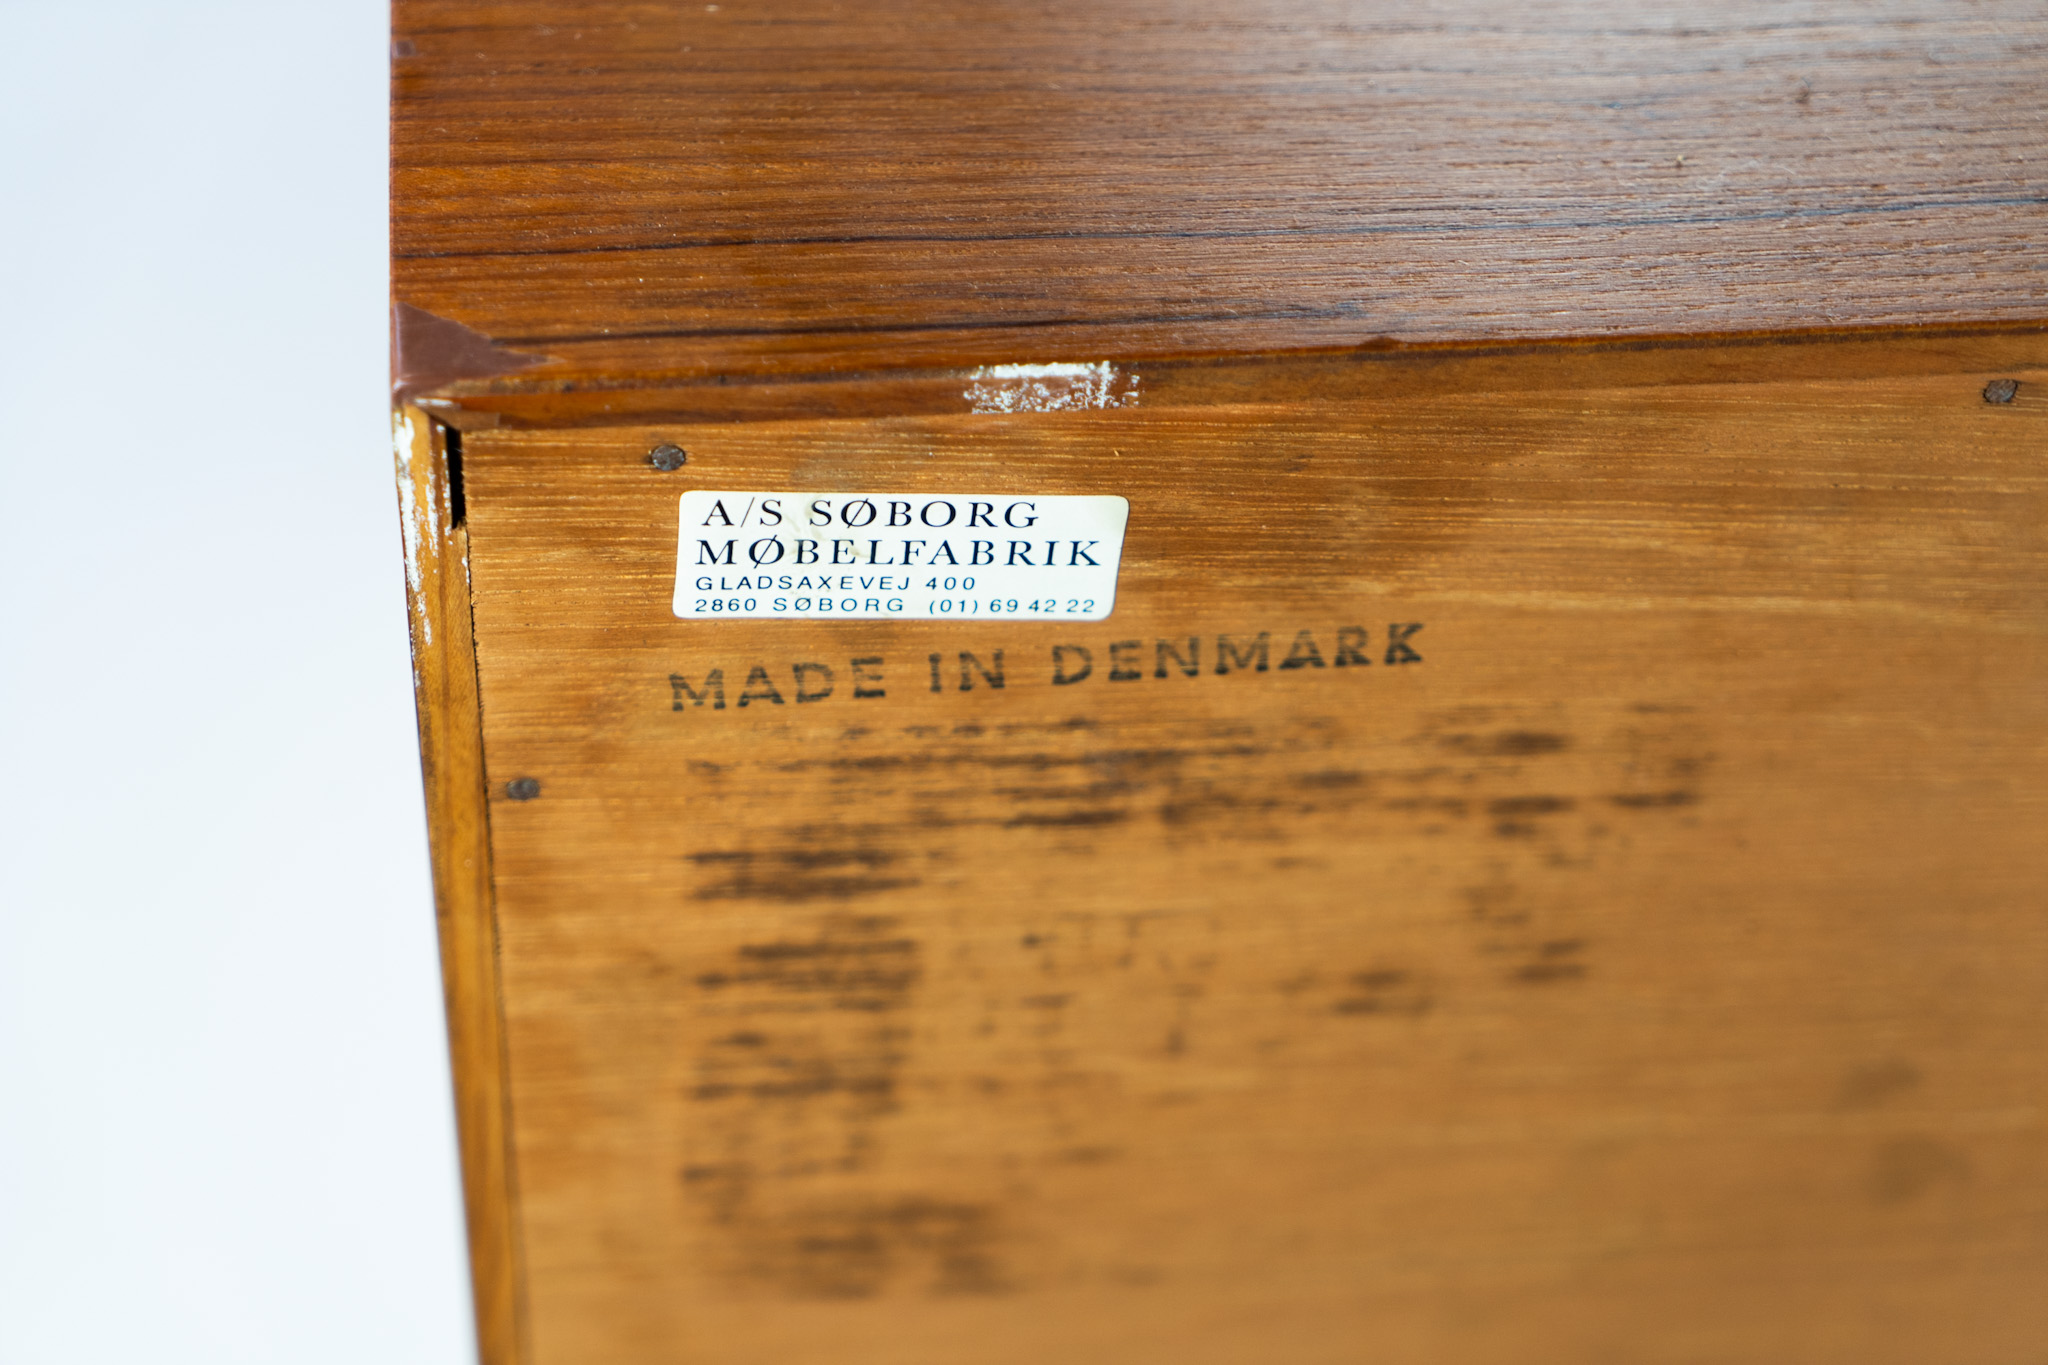 A/S SØBORG
MØBELFABRIK
GLADSAXEVEJ 400
2860 SØBORG (01) 69 42 22
MADE IN DENMARK